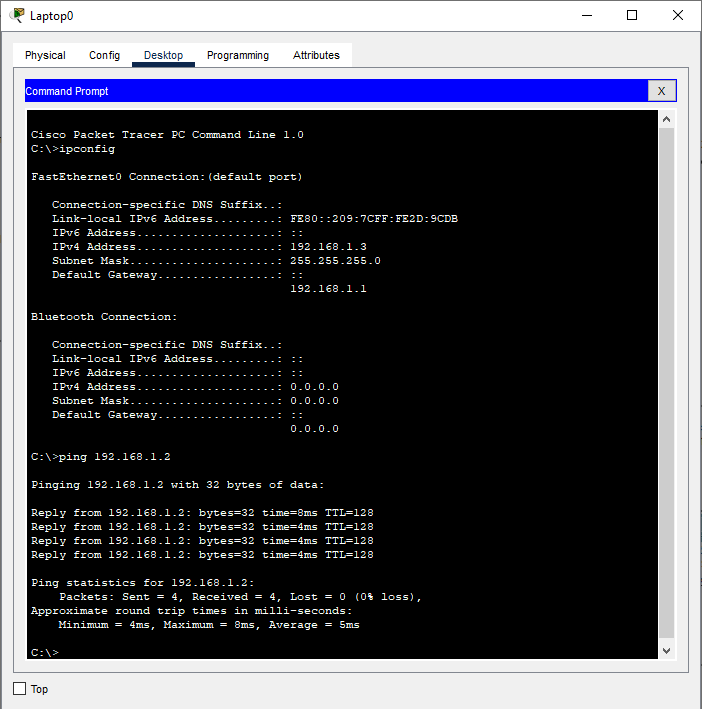 Laptop0
Physical Config Desktop Programming Attributes
Command Prompt X
Cisco Packet Tracer PC Command Line 1.0
C:\>ipconfig
FastEthernet0 Connection:(default port)
Connection-specific DNS Suffix..:
Link-local IPv6 Address.........: FE80::209:7CFF:FE2D:9CDB
IPv6 Address....................: ::
IPv4 Address....................: 192.168.1.3
Subnet Mask.....................: 255.255.255.0
Default Gateway.................: ::
192.168.1.1
Bluetooth Connection:
Connection-specific DNS Suffix..:
Link-local IPv6 Address.........: ::
IPv6 Address....................: ::
IPv4 Address....................: 0.0.0.0
Subnet Mask.....................: 0.0.0.0
Default Gateway.................: ::
0.0.0.0
C:\>ping 192.168.1.2
Pinging 192.168.1.2 with 32 bytes of data:
Reply from 192.168.1.2: bytes=32 time=8ms TTL=128
Reply from 192.168.1.2: bytes=32 time=4ms TTL=128
Reply from 192.168.1.2: bytes=32 time=4ms TTL=128
Reply from 192.168.1.2: bytes=32 time=4ms TTL=128
Ping statistics for 192.168.1.2:
Packets: Sent = 4, Received = 4, Lost = 0 (0% loss),
Approximate round trip times in milli-seconds:
Minimum = 4ms, Maximum = 8ms, Average = 5ms
C:\>
Top